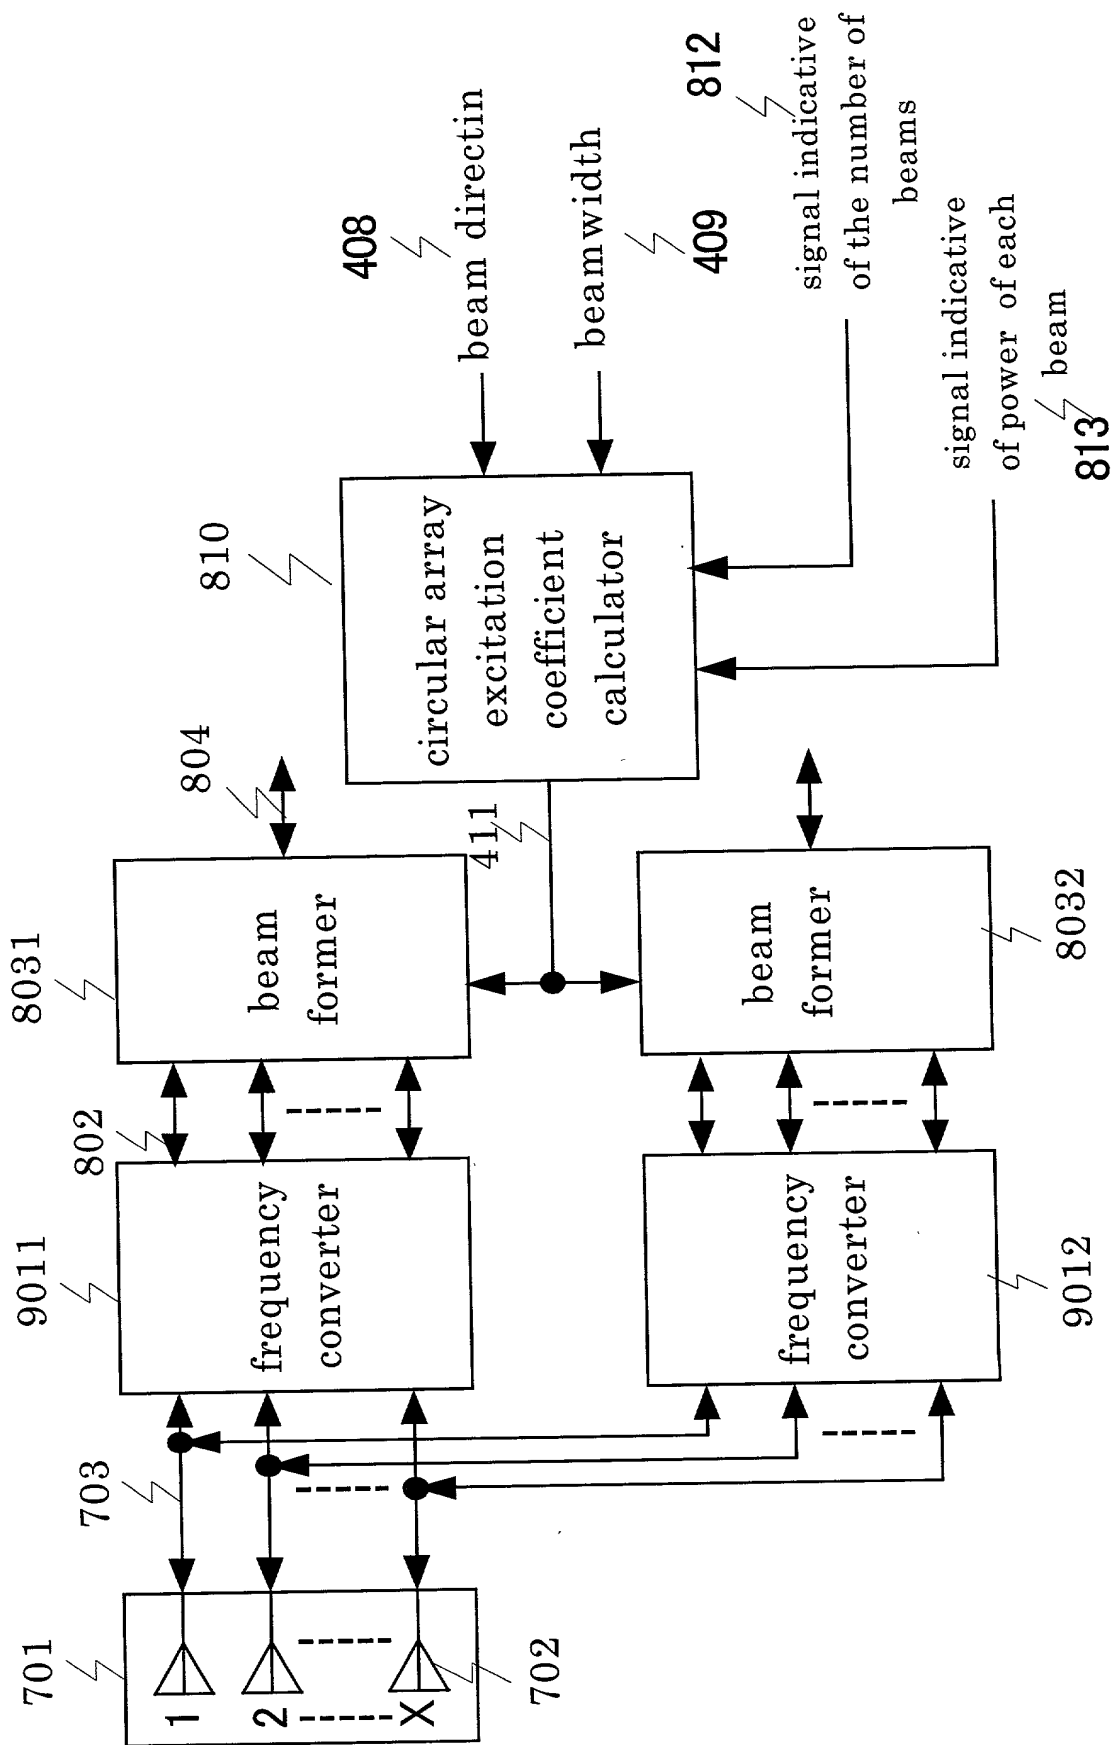 701
1
2
X
702
703
9011
frequency
converter
802
8031
beam
former
804
9012
frequency
converter
8032
beam
former
411
810
circular array
excitation
coefficient
calculator
408
beam directin
beamwidth
409
812
signal indicative
of the number of
beams
signal indicative
of power of each
beam
813